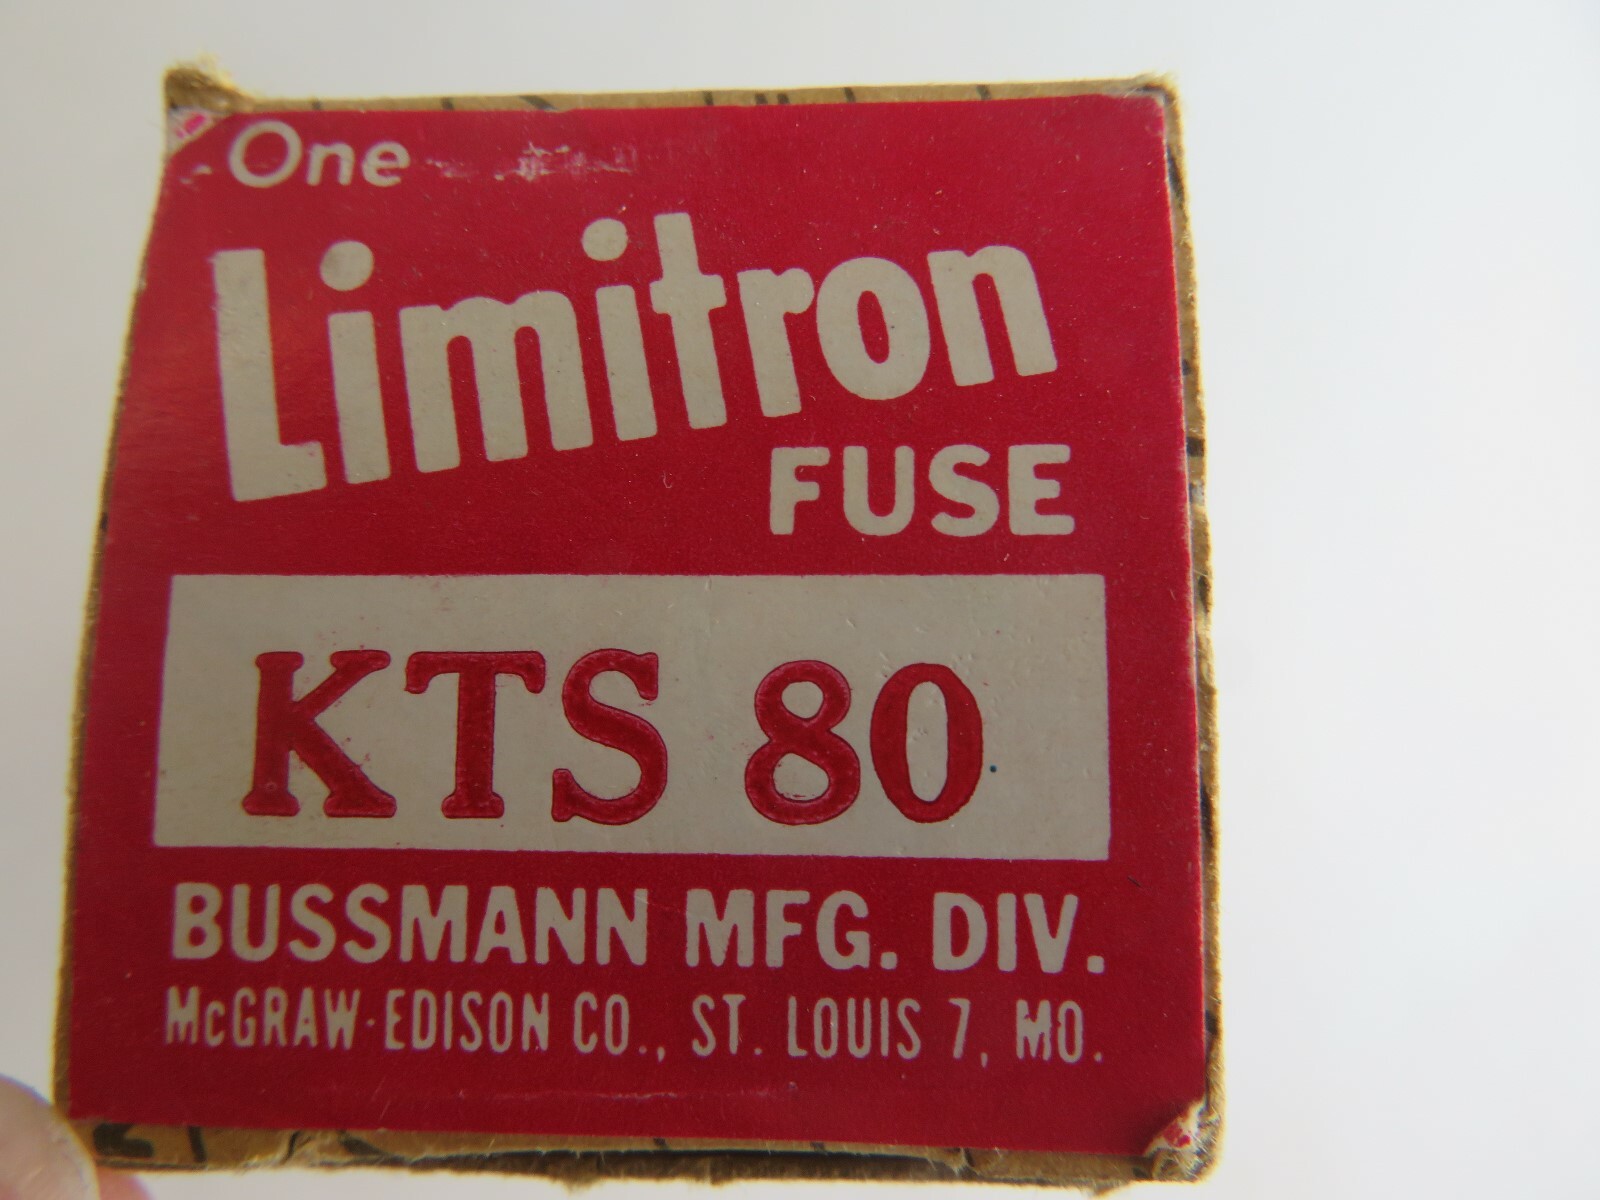 One
Limitron
FUSE
KTS 80
BUSSMANN MFG. DIV.
McGRAW-EDISON CO., ST. LOUIS 7, MO.